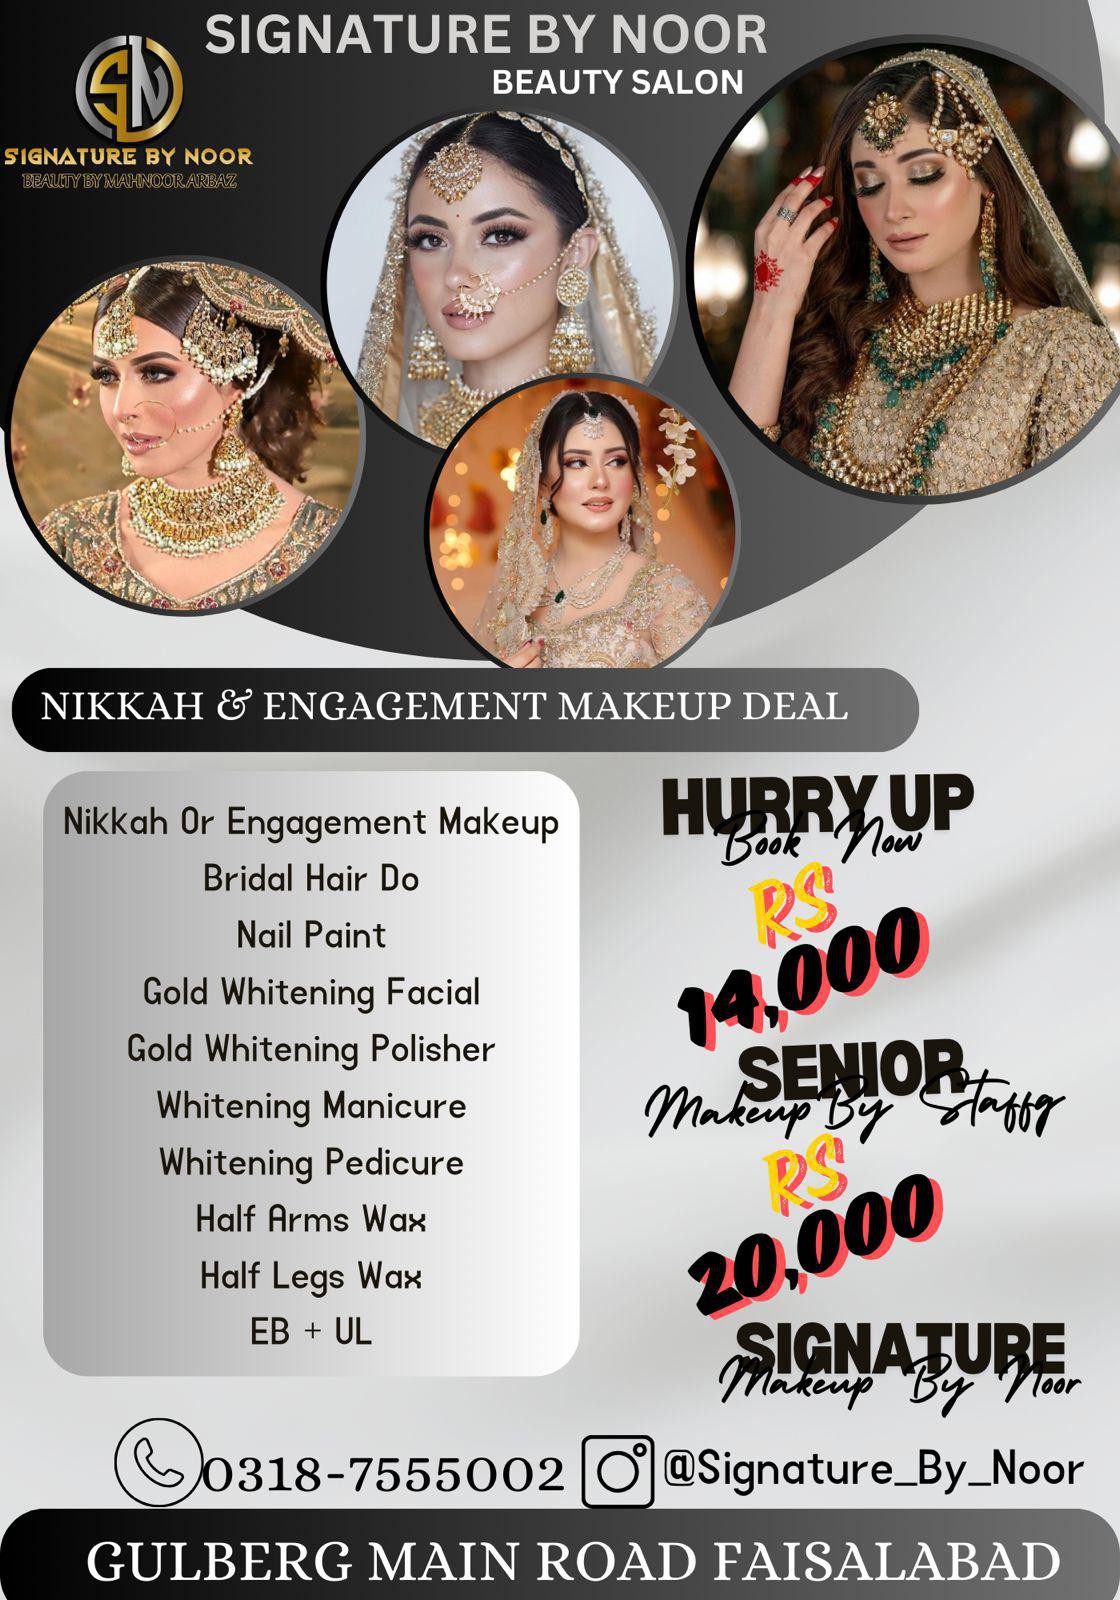 SIGNATURE BY NOOR
BEAUTY SALON
SN
SIGNATURE BY NOOR
BEAUTY BY MAHNOOR ARBAZ
NIKKAH & ENGAGEMENT MAKEUP DEAL
Nikkah Or Engagement Makeup
Bridal Hair Do
Nail Paint
Gold Whitening Facial
Gold Whitening Polisher
Whitening Manicure
Whitening Pedicure
Half Arms Wax
Half Legs Wax
EB + UL
HURRY UP
Book Now
RS
14,000
SENIOR
Makeup By Staffg
RS
20,000
SIGNATURE
Makeup By Noor
0318-7555002
@Signature_By_Noor
GULBERG MAIN ROAD FAISALABAD